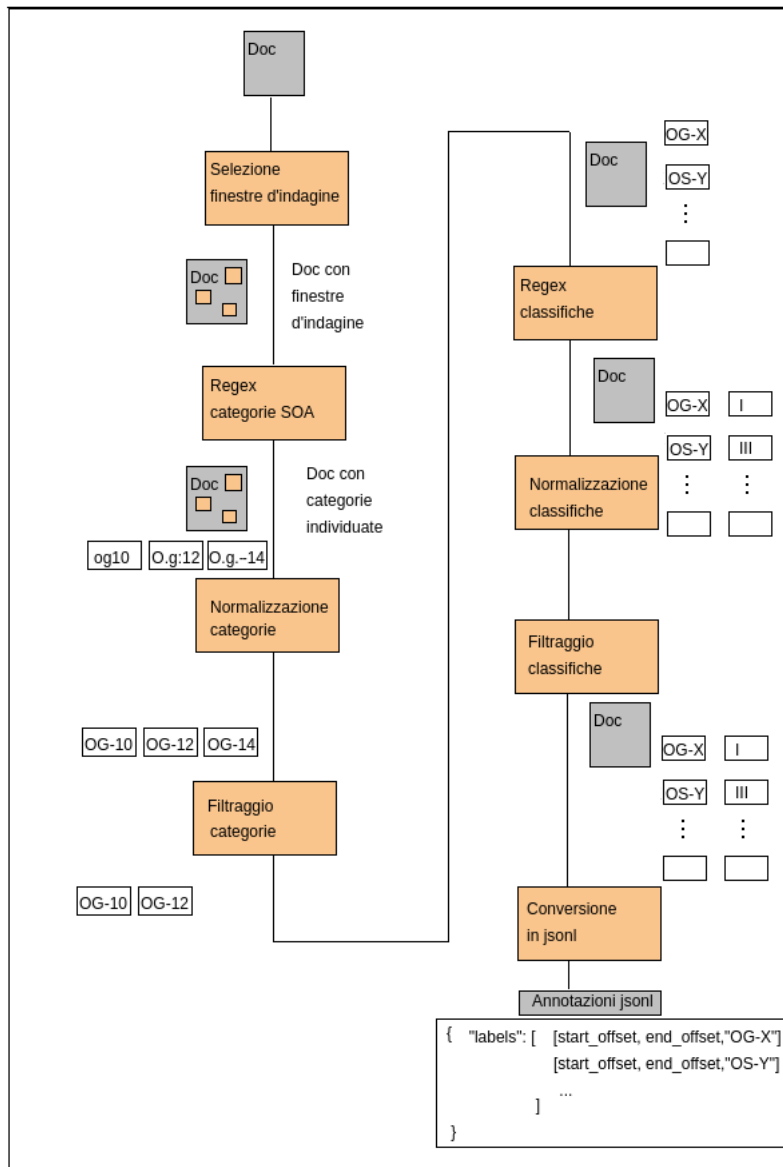 Doc
Selezione
finestre d'indagine
Doc
Doc con
finestre
d'indagine
Regex
categorie SOA
Doc
Doc con
categorie
individuate
og10
O.g:12
O.g.–14
Normalizzazione
categorie
OG-10
OG-12
OG-14
Filtraggio
categorie
OG-10
OG-12
Doc
OG-X
OS-Y
⋮
Regex
classifiche
Doc
OG-X
I
OS-Y
III
⋮
⋮
Normalizzazione
classifiche
Filtraggio
classifiche
Doc
OG-X
I
OS-Y
III
⋮
⋮
Conversione
in jsonl
Annotazioni jsonl
{ "labels": [ [start_offset, end_offset,"OG-X"]
[start_offset, end_offset,"OS-Y"]
...
]
}